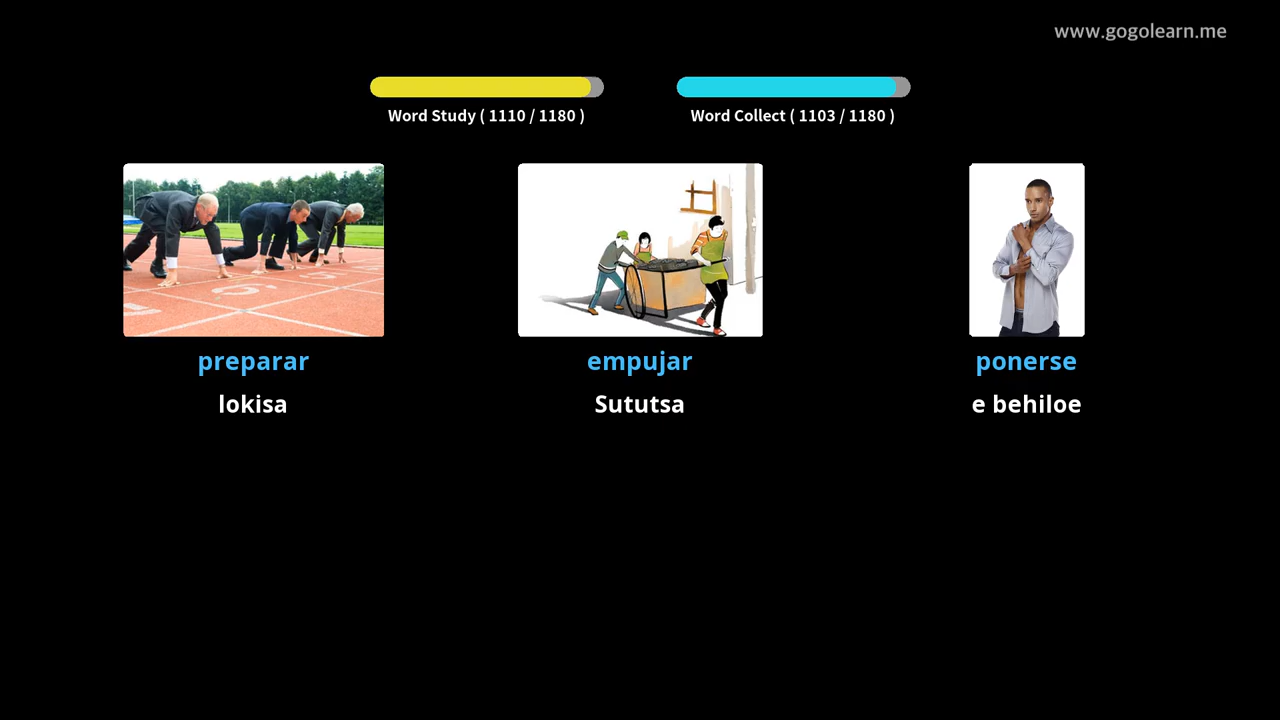 www.gogolearn.me
Word Study ( 1110 / 1180 )
Word Collect ( 1103 / 1180 )
preparar
lokisa
empujar
Sututsa
ponerse
e behiloe